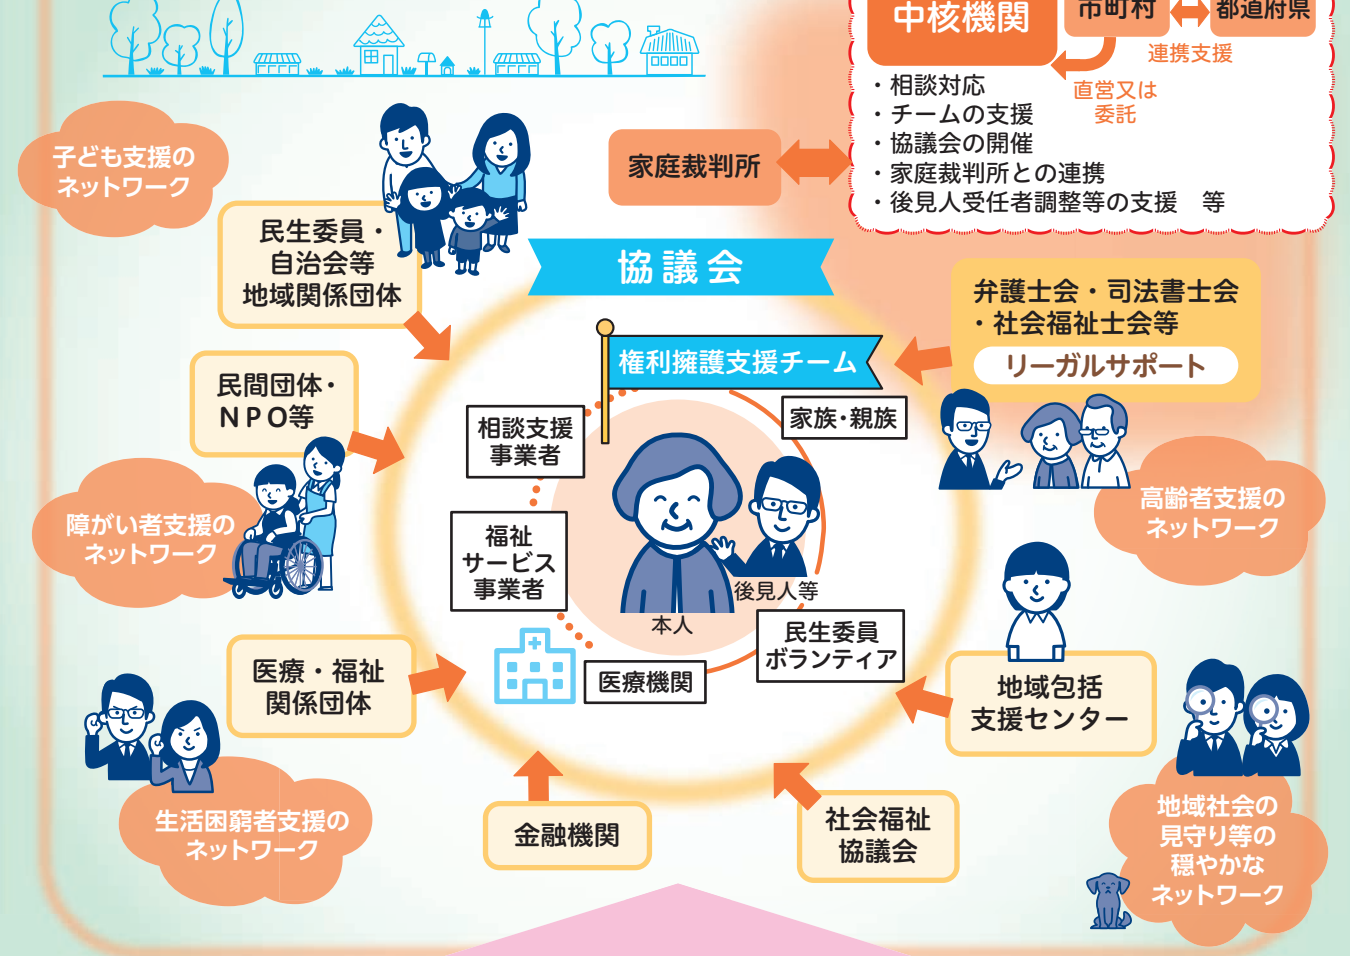 中核機関
市町村
都道府県
連携支援
直営又は
委託
・相談対応
・チームの支援
・協議会の開催
・家庭裁判所との連携
・後見人受任者調整等の支援　等
家庭裁判所
子ども支援の
ネットワーク
民生委員・
自治会等
地域関係団体
協議会
弁護士会・司法書士会
・社会福祉士会等
リーガルサポート
権利擁護支援チーム
民間団体・
NPO等
相談支援
事業者
家族・親族
障がい者支援の
ネットワーク
高齢者支援の
ネットワーク
福祉
サービス
事業者
後見人等
本人
民生委員
ボランティア
医療機関
医療・福祉
関係団体
地域包括
支援センター
生活困窮者支援の
ネットワーク
金融機関
社会福祉
協議会
地域社会の
見守り等の
穏やかな
ネットワーク